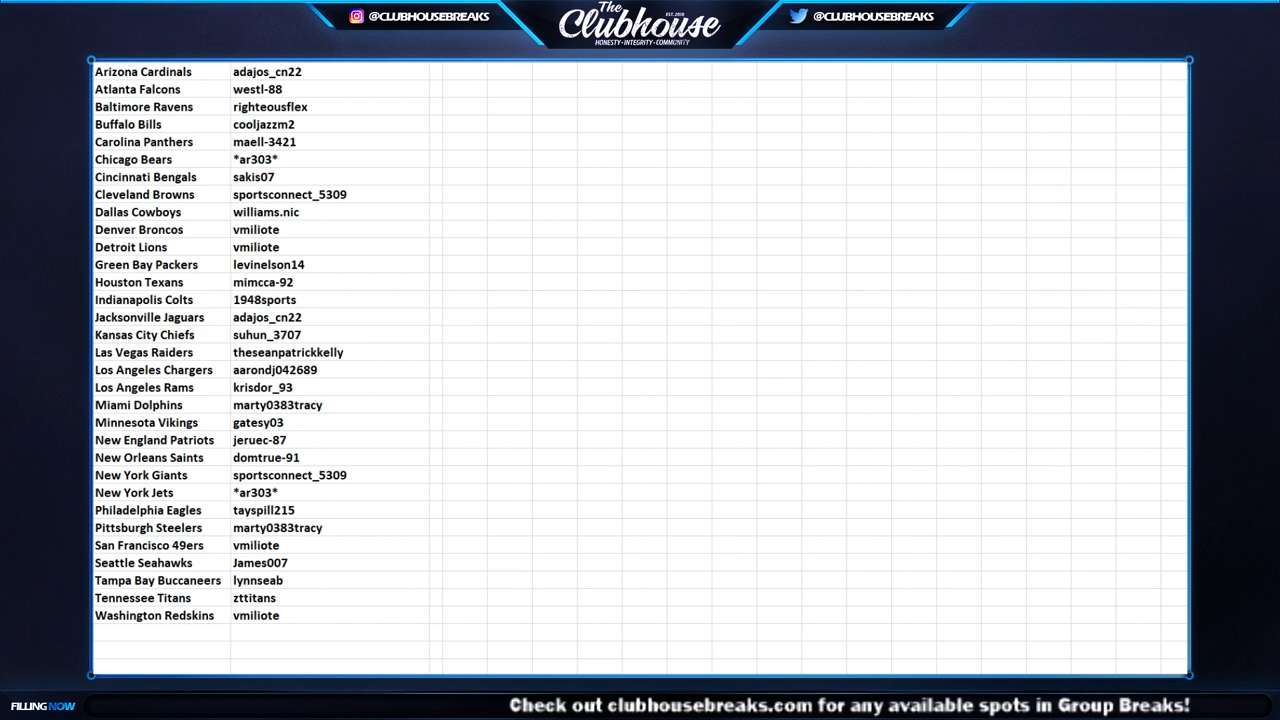 @CLUBHOUSEBREAKS
The
EST. 2018
Clubhouse
HONESTY • INTEGRITY • COMMUNITY
@CLUBHOUSEBREAKS
Arizona Cardinals adajos_cn22
Atlanta Falcons westl-88
Baltimore Ravens righteousflex
Buffalo Bills cooljazzm2
Carolina Panthers maell-3421
Chicago Bears *ar303*
Cincinnati Bengals sakis07
Cleveland Browns sportsconnect_5309
Dallas Cowboys williams.nic
Denver Broncos vmiliote
Detroit Lions vmiliote
Green Bay Packers levinelson14
Houston Texans mimcca-92
Indianapolis Colts 1948sports
Jacksonville Jaguars adajos_cn22
Kansas City Chiefs suhun_3707
Las Vegas Raiders theseanpatrickkelly
Los Angeles Chargers aarondj042689
Los Angeles Rams krisdor_93
Miami Dolphins marty0383tracy
Minnesota Vikings gatesy03
New England Patriots jeruec-87
New Orleans Saints domtrue-91
New York Giants sportsconnect_5309
New York Jets *ar303*
Philadelphia Eagles tayspill215
Pittsburgh Steelers marty0383tracy
San Francisco 49ers vmiliote
Seattle Seahawks James007
Tampa Bay Buccaneers lynnseab
Tennessee Titans zttitans
Washington Redskins vmiliote
FILLING NOW
Check out clubhousebreaks.com for any available spots in Group Breaks!